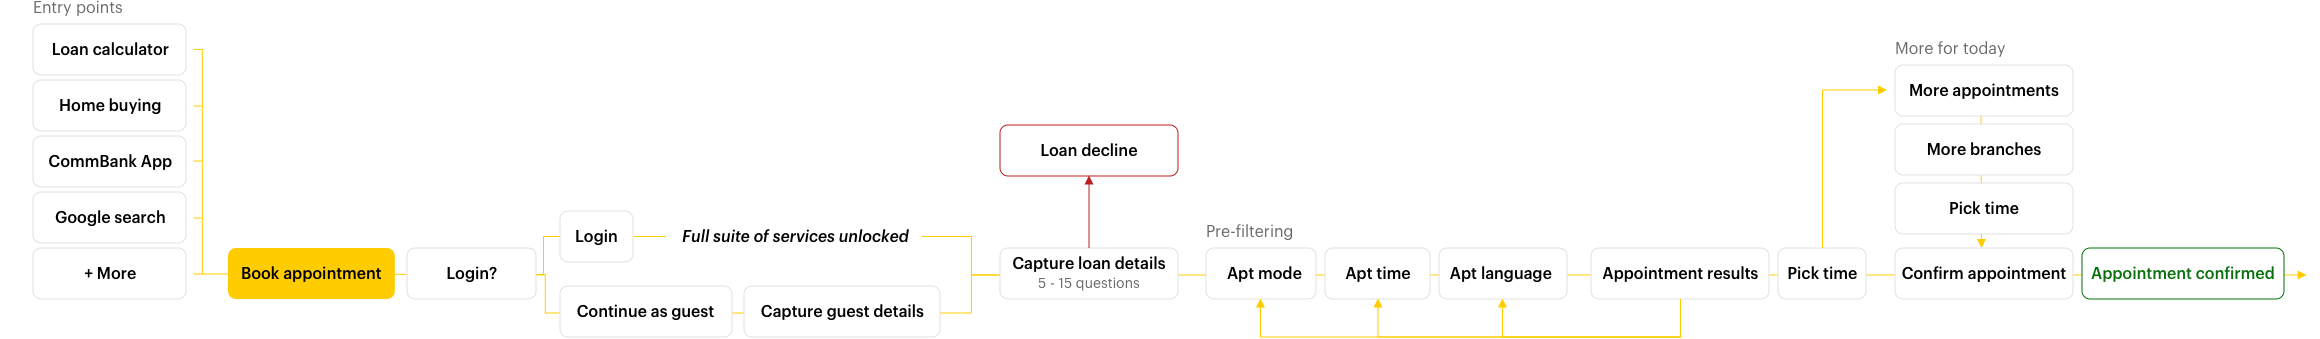 Entry points
Loan calculator
Home buying
CommBank App
Google search
+ More
Book appointment
Login?
Login
Full suite of services unlocked
Continue as guest
Capture guest details
Loan decline
Capture loan details
5 - 15 questions
Pre-filtering
Apt mode
Apt time
Apt language
Appointment results
Pick time
More for today
More appointments
More branches
Pick time
Confirm appointment
Appointment confirmed